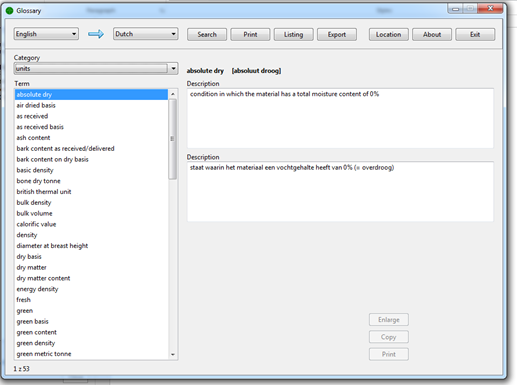 Glossary
English
Dutch
Search
Print
Listing
Export
Location
About
Exit
Category
units
Term
absolute dry
air dried basis
as received
as received basis
ash content
bark content as received/delivered
bark content on dry basis
basic density
bone dry tonne
british thermal unit
bulk density
bulk volume
calorific value
density
diameter at breast height
dry basis
dry matter
dry matter content
energy density
fresh
green
green basis
green content
green density
green metric tonne
1 z 53
absolute dry [absoluut droog]
Description
condition in which the material has a total moisture content of 0%
Description
staat waarin het materiaal een vochtgehalte heeft van 0% (= overdroog)
Enlarge
Copy
Print